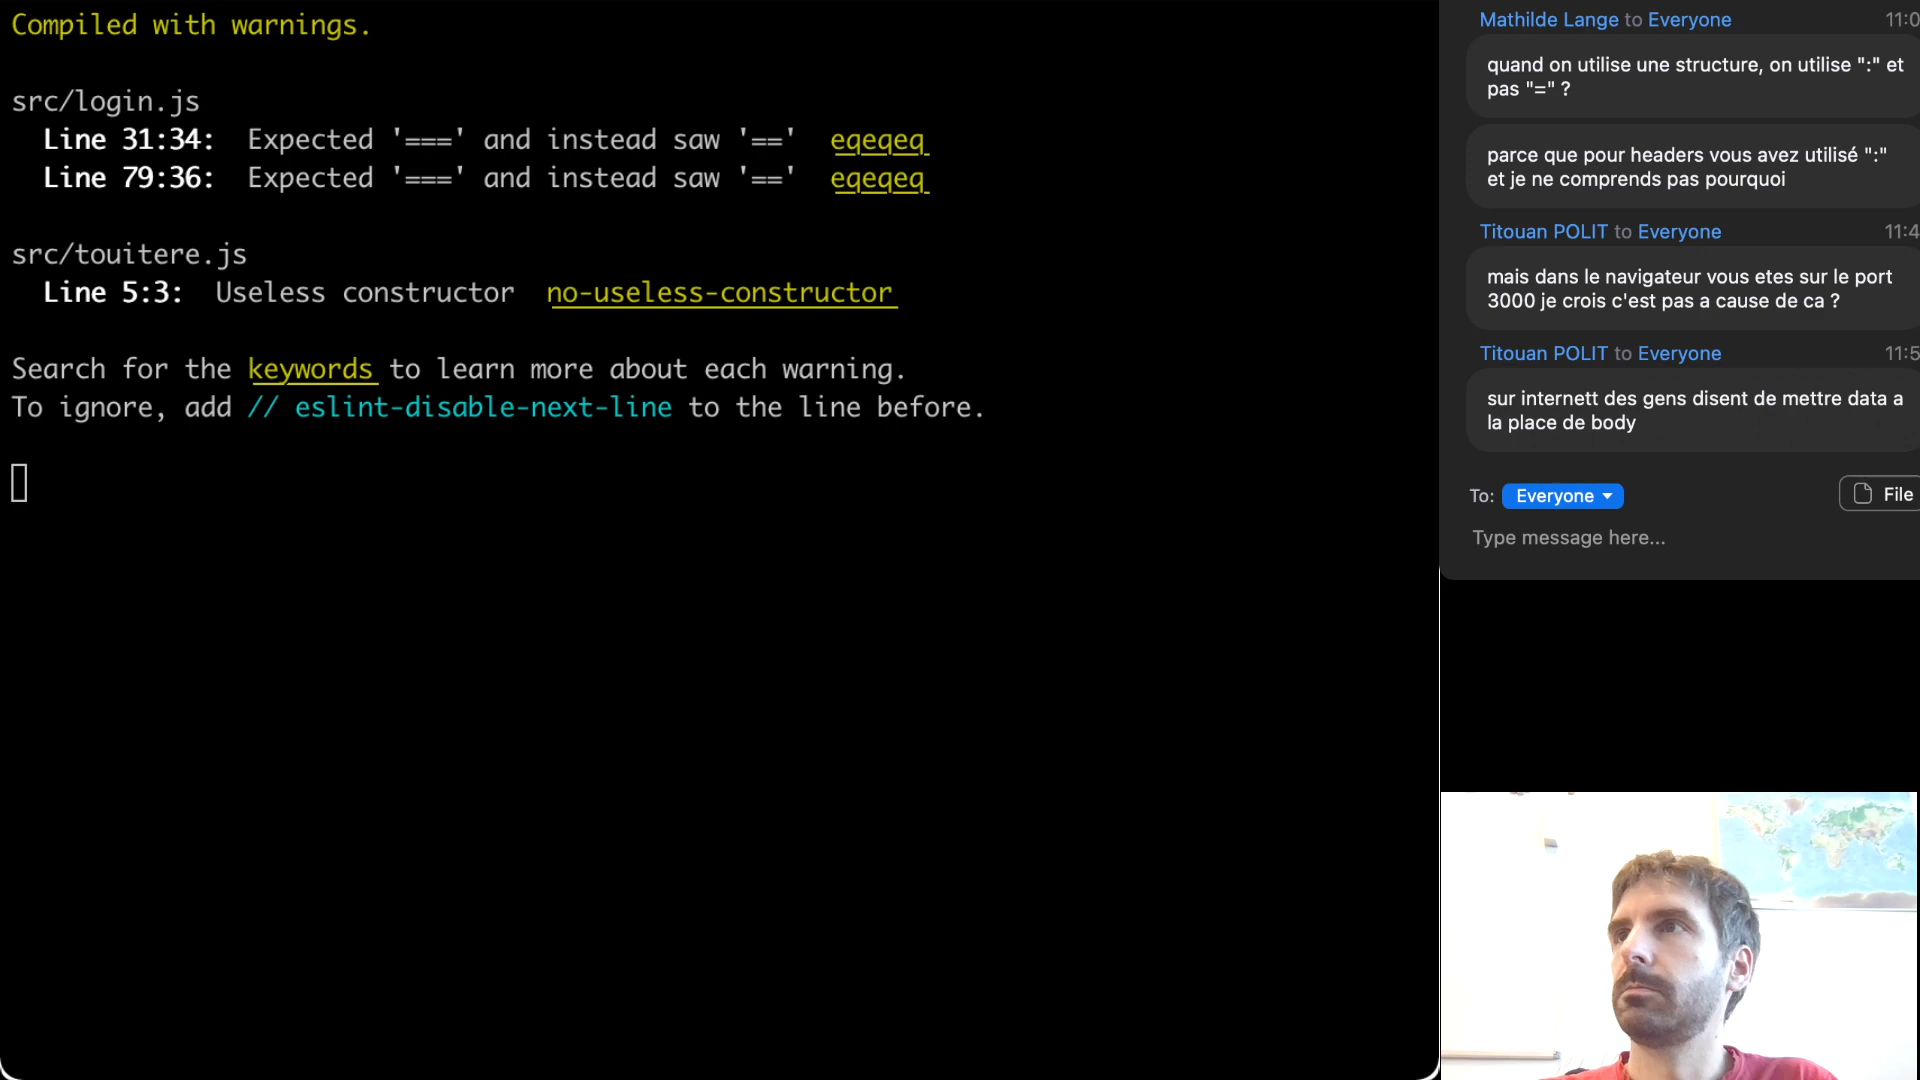 Compiled with warnings.
src/login.js
Line 31:34: Expected '===' and instead saw '==' eqeqeq
Line 79:36: Expected '===' and instead saw '==' eqeqeq
src/touitere.js
Line 5:3: Useless constructor no-useless-constructor
Search for the keywords to learn more about each warning.
To ignore, add // eslint-disable-next-line to the line before.
Mathilde Lange to Everyone 11:0
quand on utilise une structure, on utilise ":" et
pas "=" ?
parce que pour headers vous avez utilisé ":"
et je ne comprends pas pourquoi
Titouan POLIT to Everyone 11:4
mais dans le navigateur vous etes sur le port
3000 je crois c'est pas a cause de ca ?
Titouan POLIT to Everyone 11:5
sur internett des gens disent de mettre data a
la place de body
To: Everyone File
Type message here...